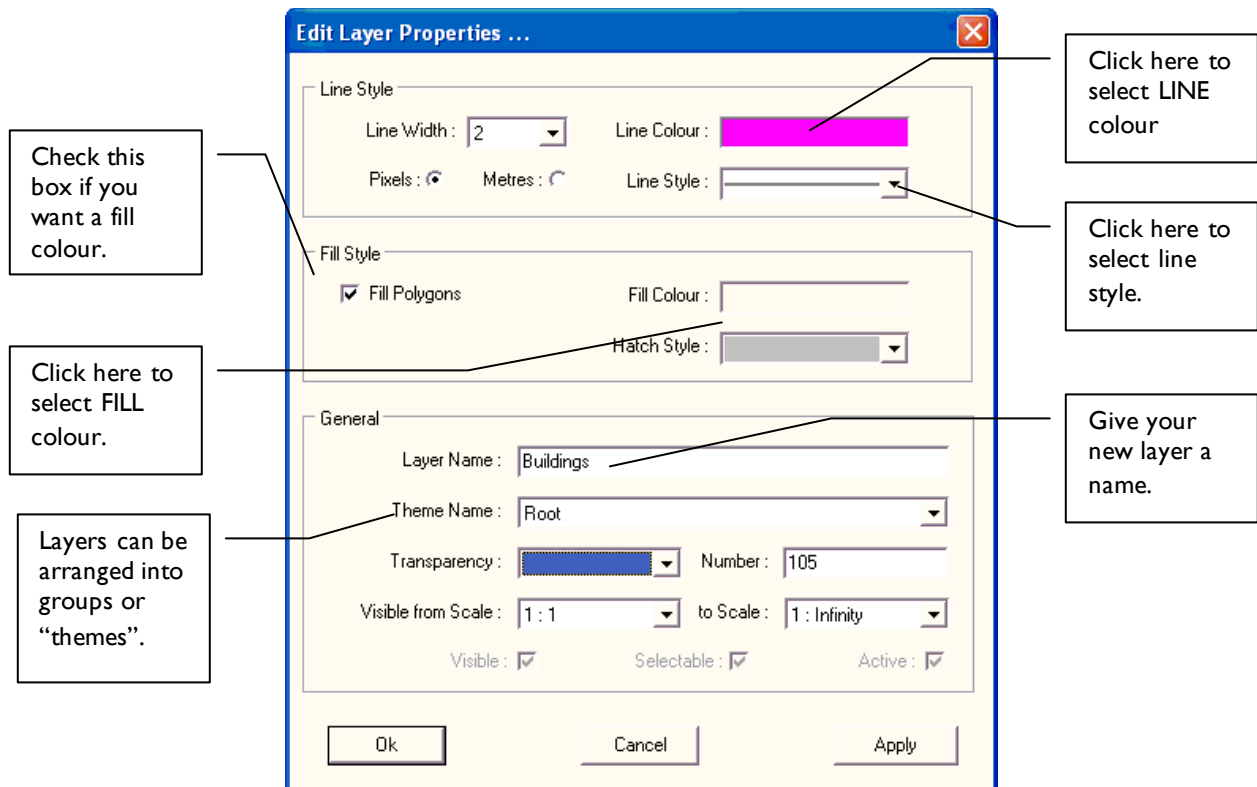 Edit Layer Properties ...
Line Style
Line Width : 2
Line Colour :
Pixels :
Metres :
Line Style :
Fill Style
Fill Polygons
Fill Colour :
Hatch Style :
General
Layer Name : Buildings
Theme Name : Root
Transparency :
Number : 105
Visible from Scale : 1 : 1
to Scale : 1 : Infinity
Visible :
Selectable :
Active :
Ok
Cancel
Apply
Check this
box if you
want a fill
colour.
Click here to
select FILL
colour.
Layers can be
arranged into
groups or
“themes”.
Click here to
select LINE
colour
Click here to
select line
style.
Give your
new layer a
name.